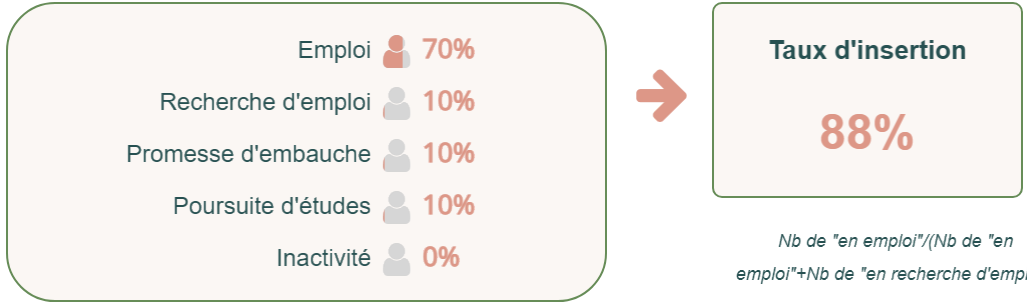 Emploi 70%
Recherche d'emploi 10%
Promesse d'embauche 10%
Poursuite d'études 10%
Inactivité 0%
Taux d'insertion
88%
Nb de "en emploi"/(Nb de "en
emploi"+Nb de "en recherche d'empl